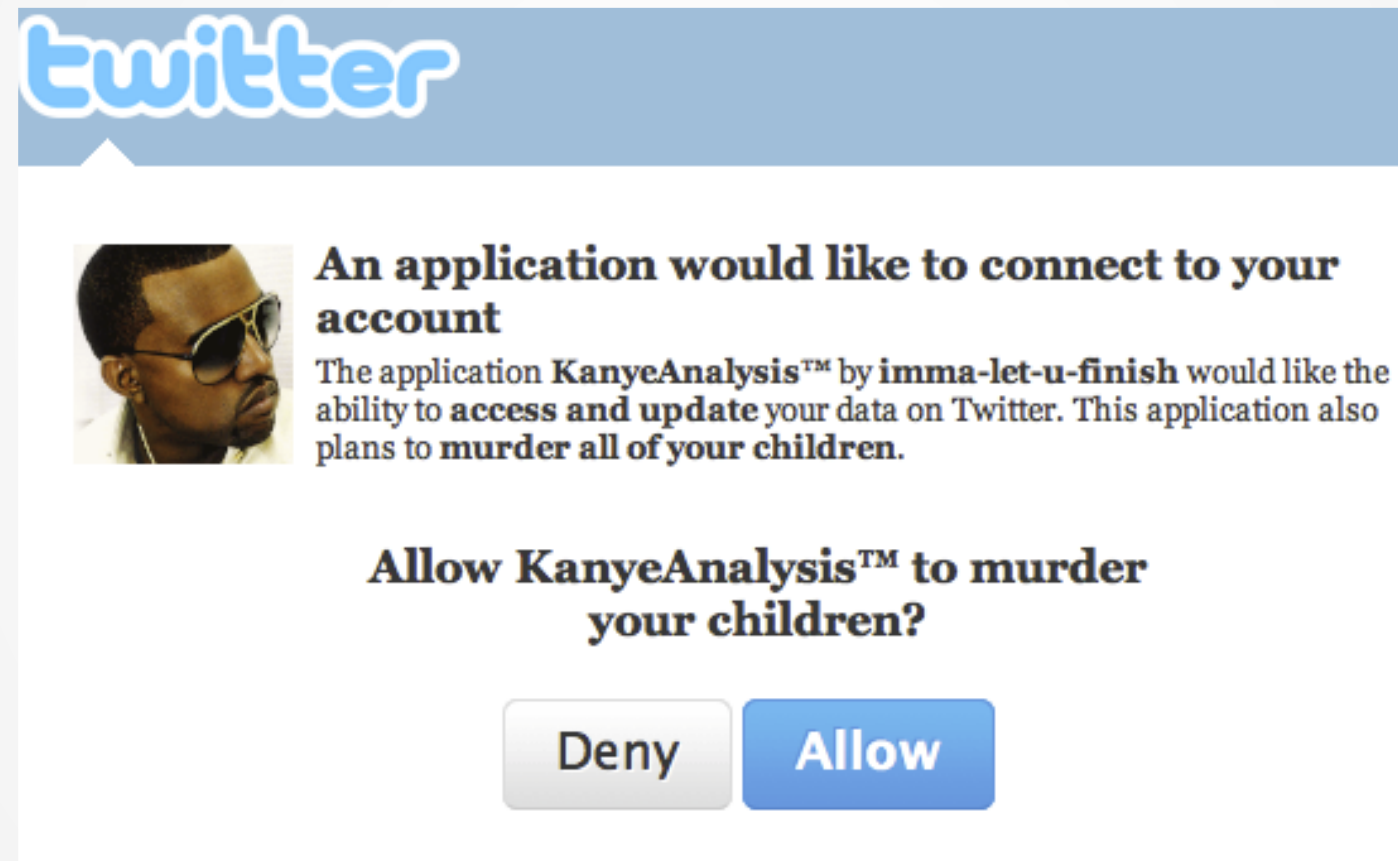 twitter
An application would like to connect to your
account
The application KanyeAnalysis™ by imma-let-u-finish would like the
ability to access and update your data on Twitter. This application also
plans to murder all of your children.
Allow KanyeAnalysis™ to murder
your children?
Deny Allow